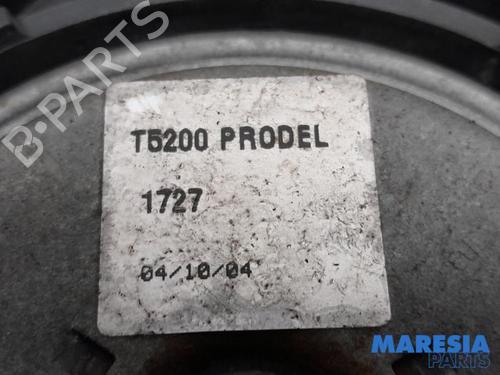 T5200 PRODEL
1727
04/10/04
B-PARTS
MARESIA
PARTS